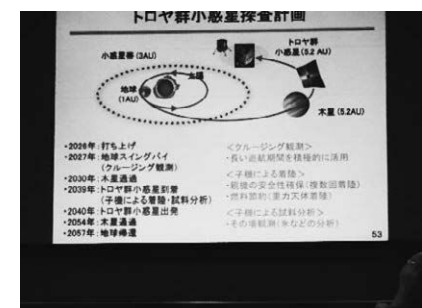 トロヤ群小惑星探査計画
小惑星帯(3AU)
トロヤ群
小惑星(5.2 AU)
太陽
地球
(1AU)
木星(5.2AU)
・2026年:打ち上げ
・2027年:地球スイングバイ
(クルージング観測)
・2030年:木星通過
・2039年:トロヤ群小惑星到着
(子機による着陸・試料分析)
・2040年:トロヤ群小惑星出発
・2054年:木星通過
・2057年:地球帰還
<クルージング観測>
・長い巡航期間を積極的に活用
<子機による着陸>
・親機の安全性確保(複数回着陸)
・燃料節約(重力天体着陸)
<子機による試料分析>
・その場観測(氷などの分析)
53